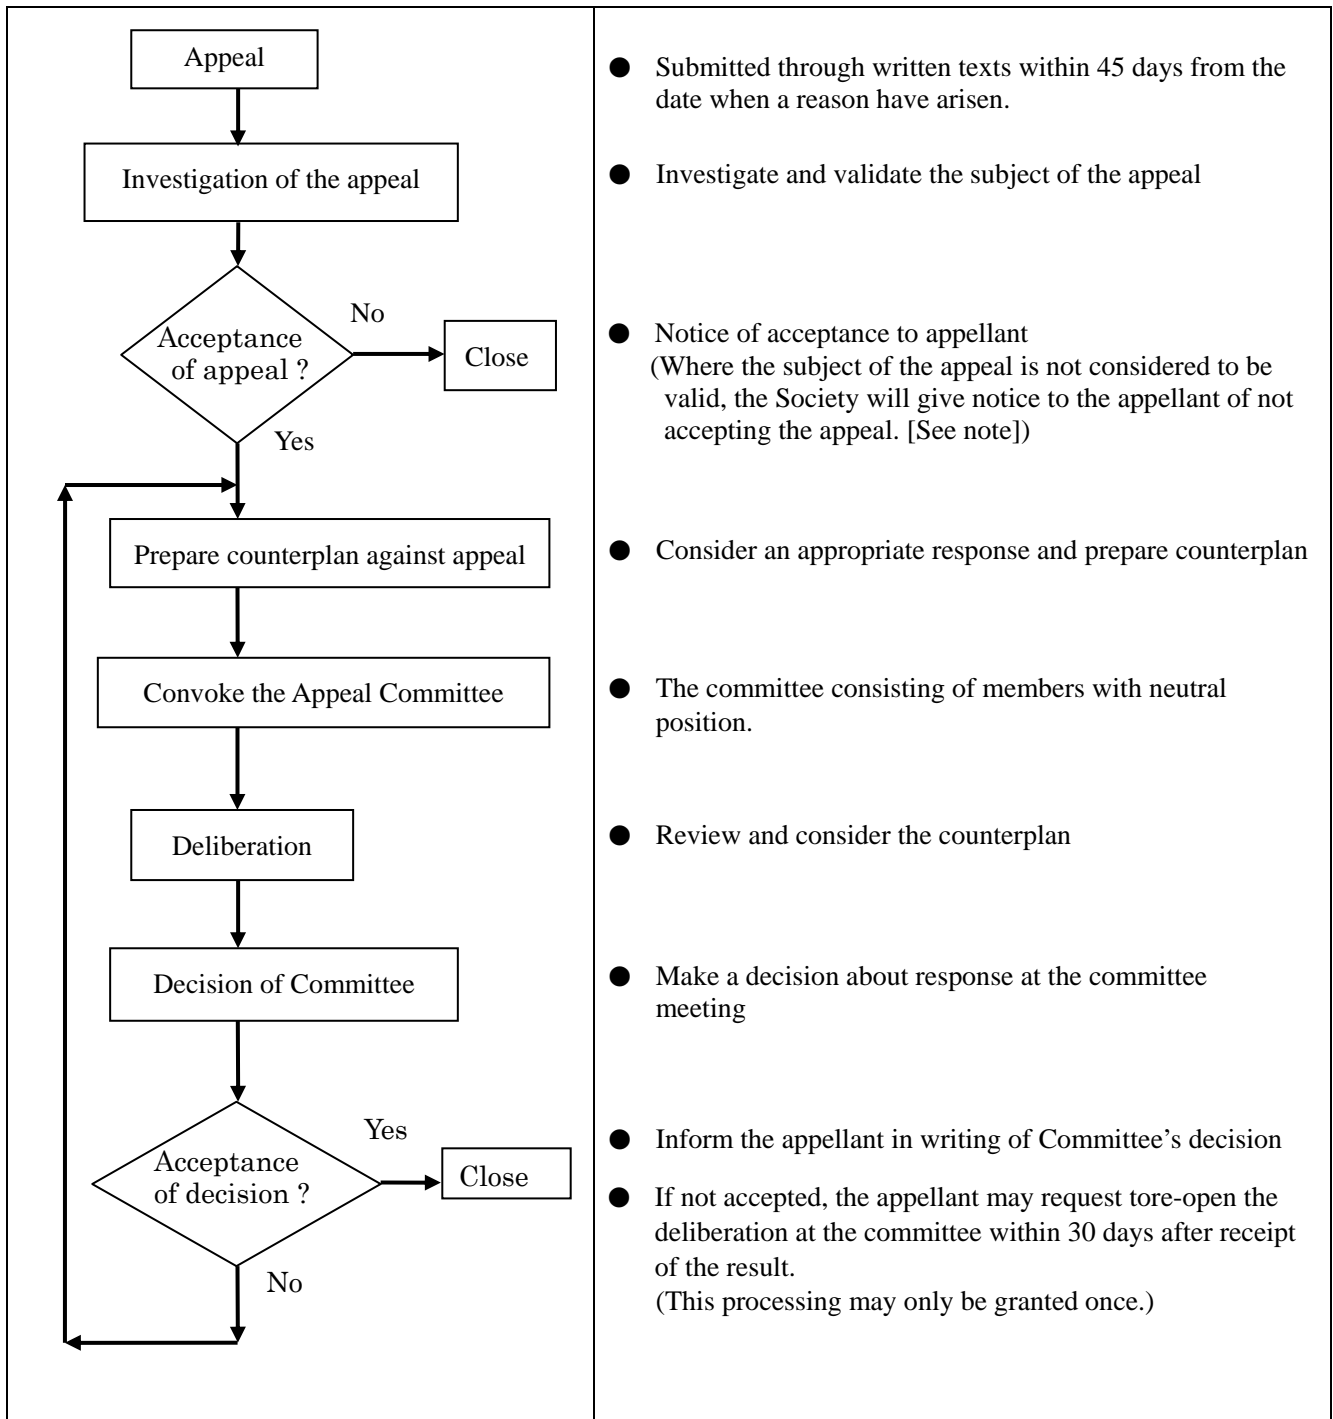 Appeal
● Submitted through written texts within 45 days from the
date when a reason have arisen.
Investigation of the appeal
● Investigate and validate the subject of the appeal
Acceptance
of appeal ?
No
Close
Yes
● Notice of acceptance to appellant
(Where the subject of the appeal is not considered to be
valid, the Society will give notice to the appellant of not
accepting the appeal. [See note])
Prepare counterplan against appeal
● Consider an appropriate response and prepare counterplan
Convoke the Appeal Committee
● The committee consisting of members with neutral
position.
Deliberation
● Review and consider the counterplan
Decision of Committee
● Make a decision about response at the committee
meeting
Acceptance
of decision ?
Yes
Close
No
● Inform the appellant in writing of Committee’s decision
● If not accepted, the appellant may request tore-open the
deliberation at the committee within 30 days after receipt
of the result.
(This processing may only be granted once.)